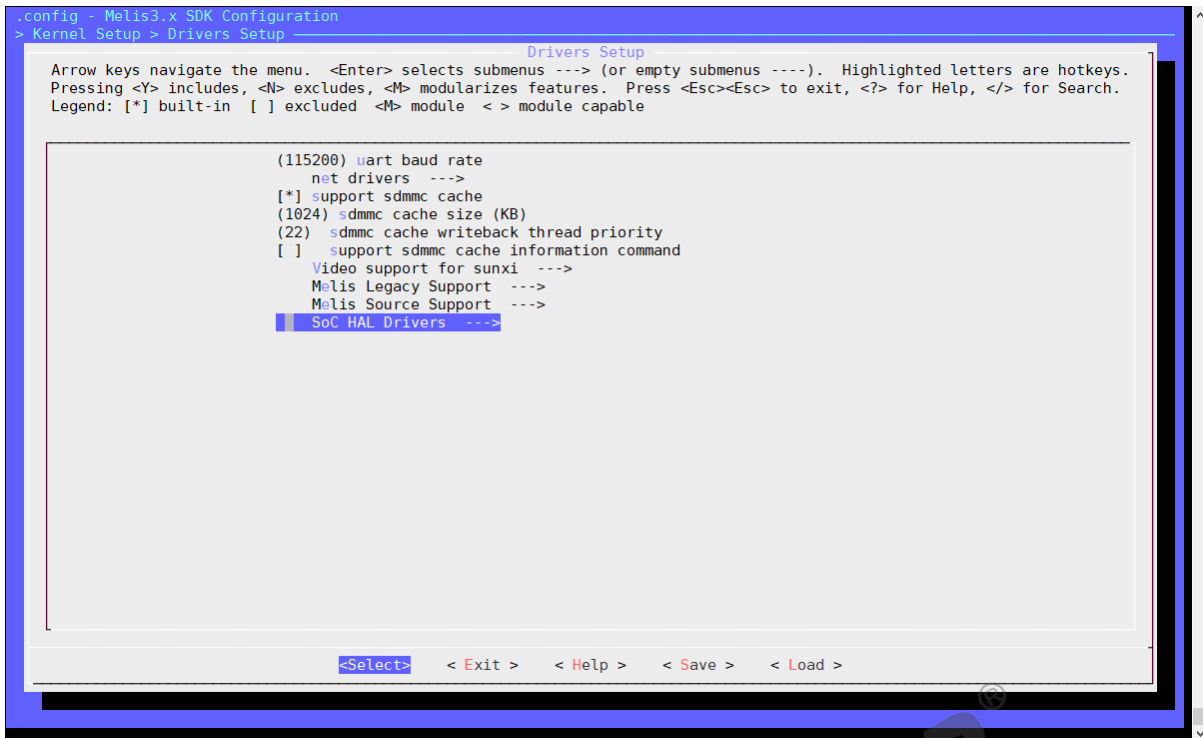 .config - Melis3.x SDK Configuration
> Kernel Setup > Drivers Setup
Drivers Setup
Arrow keys navigate the menu.  <Enter> selects submenus ---> (or empty submenus ----).  Highlighted letters are hotkeys.
Pressing <Y> includes, <N> excludes, <M> modularizes features.  Press <Esc><Esc> to exit, <?> for Help, </> for Search.
Legend: [*] built-in  [ ] excluded  <M> module  < > module capable
(115200) uart baud rate
net drivers  --->
[*] support sdmmc cache
(1024) sdmmc cache size (KB)
(22)  sdmmc cache writeback thread priority
[ ]   support sdmmc cache information command
Video support for sunxi  --->
Melis Legacy Support  --->
Melis Source Support  --->
SoC HAL Drivers  --->
<Select>    < Exit >    < Help >    < Save >    < Load >
®